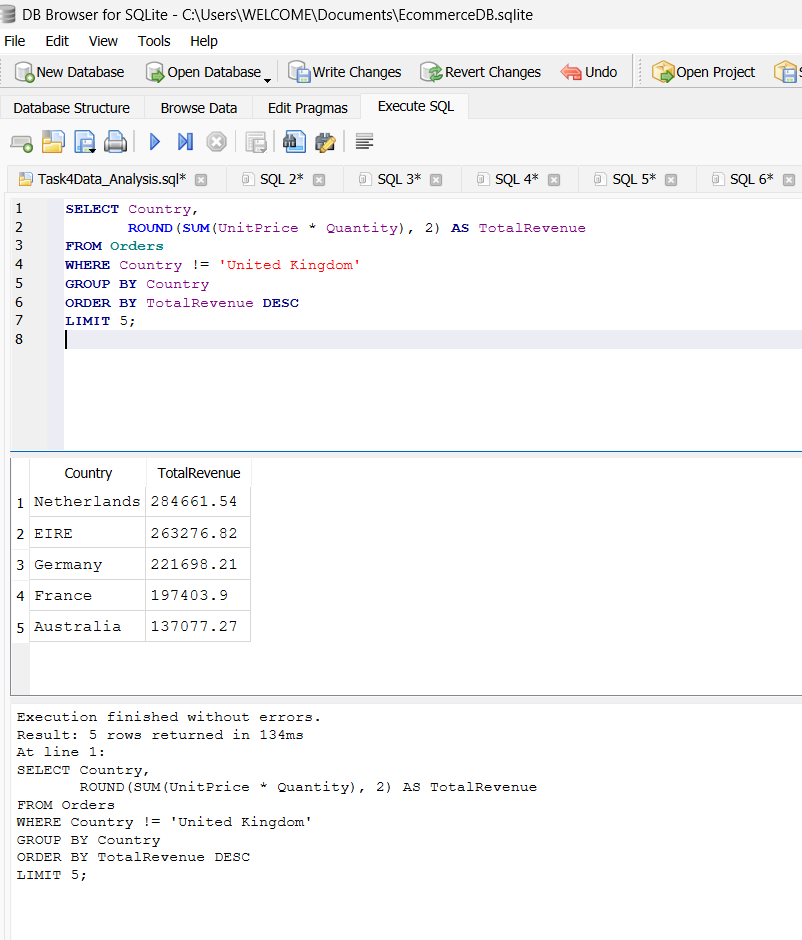 DB Browser for SQLite - C:\Users\WELCOME\Documents\EcommerceDB.sqlite
File Edit View Tools Help
New Database Open Database Write Changes Revert Changes Undo Open Project
Database Structure Browse Data Edit Pragmas Execute SQL
Task4Data_Analysis.sql* SQL 2* SQL 3* SQL 4* SQL 5* SQL 6*
1 SELECT Country,
2 ROUND(SUM(UnitPrice * Quantity), 2) AS TotalRevenue
3 FROM Orders
4 WHERE Country != 'United Kingdom'
5 GROUP BY Country
6 ORDER BY TotalRevenue DESC
7 LIMIT 5;
8
Country TotalRevenue
1 Netherlands 284661.54
2 EIRE 263276.82
3 Germany 221698.21
4 France 197403.9
5 Australia 137077.27
Execution finished without errors.
Result: 5 rows returned in 134ms
At line 1:
SELECT Country,
ROUND(SUM(UnitPrice * Quantity), 2) AS TotalRevenue
FROM Orders
WHERE Country != 'United Kingdom'
GROUP BY Country
ORDER BY TotalRevenue DESC
LIMIT 5;